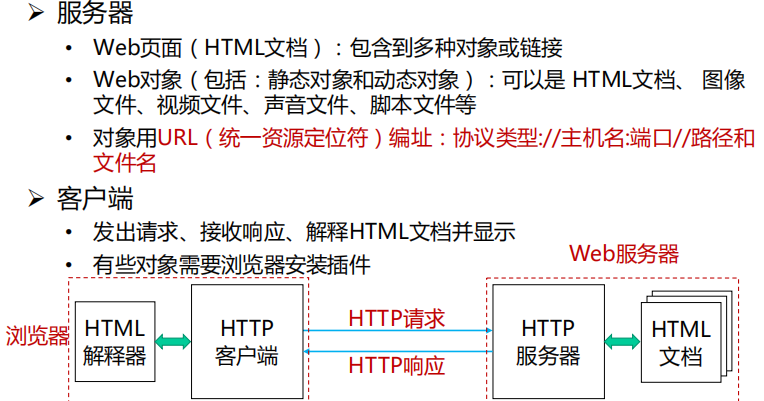 ➢ 服务器
• Web页面（HTML文档）：包含到多种对象或链接
• Web对象（包括：静态对象和动态对象）：可以是 HTML文档、 图像
文件、视频文件、声音文件、脚本文件等
• 对象用URL（统一资源定位符）编址：协议类型://主机名:端口//路径和
文件名
➢ 客户端
• 发出请求、接收响应、解释HTML文档并显示
• 有些对象需要浏览器安装插件
Web服务器
浏览器
HTML
解释器
HTTP
客户端
HTTP请求
HTTP响应
HTTP
服务器
HTML
文档